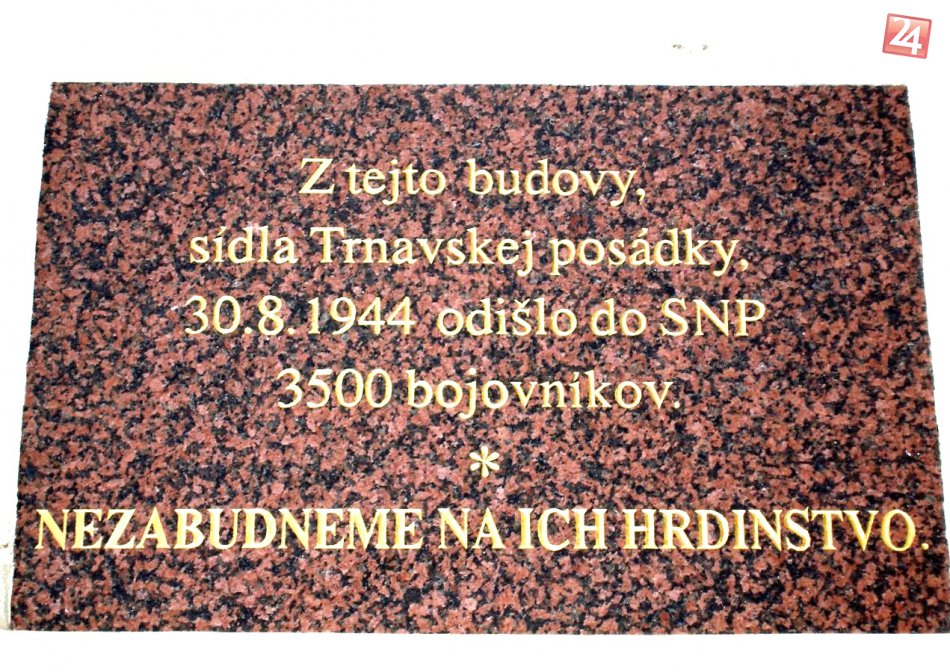 24
Z tejto budovy,
sídla Trnavskej posádky,
30.8.1944 odišlo do SNP
3500 bojovníkov.
*
NEZABUDNEME NA ICH HRDINSTVO.